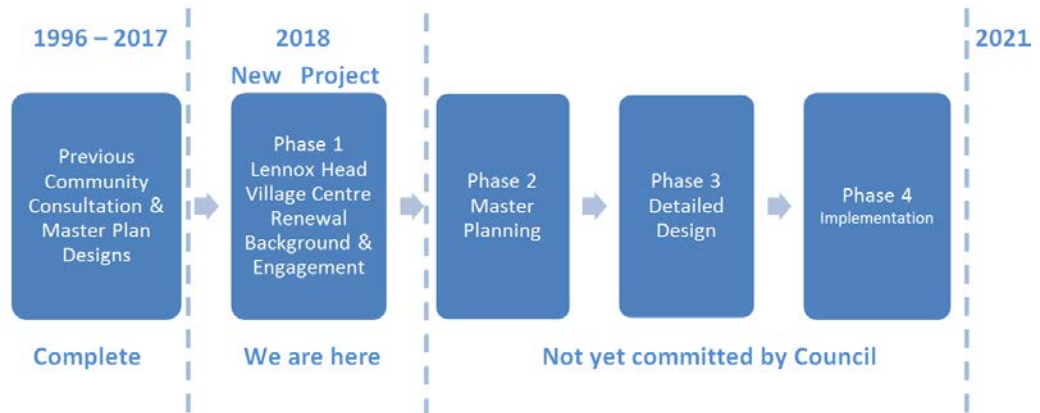 1996 – 2017
2018
2021
New Project
Previous
Community
Consultation &
Master Plan
Designs
Phase 1
Lennox Head
Village Centre
Renewal
Background &
Engagement
Phase 2
Master
Planning
Phase 3
Detailed
Design
Phase 4
Implementation
Complete
We are here
Not yet committed by Council